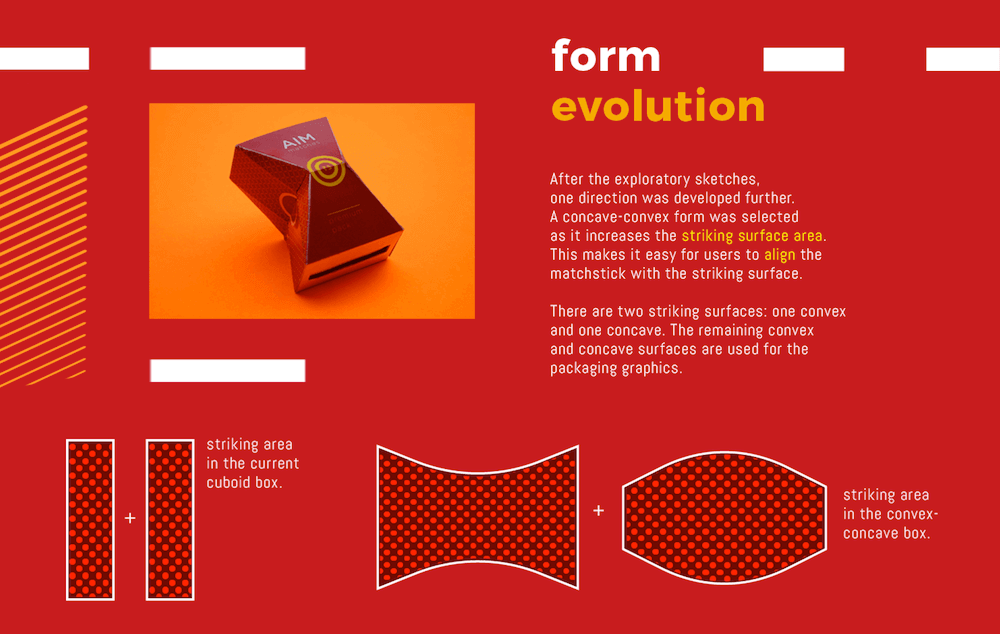 form
evolution
AIM
After the exploratory sketches,
one direction was developed further.
A concave-convex form was selected
as it increases the striking surface area.
This makes it easy for users to align the
matchstick with the striking surface.
There are two striking surfaces: one convex
and one concave. The remaining convex
and concave surfaces are used for the
packaging graphics.
striking area
in the current
cuboid box.
+
+
striking area
in the convex-
concave box.